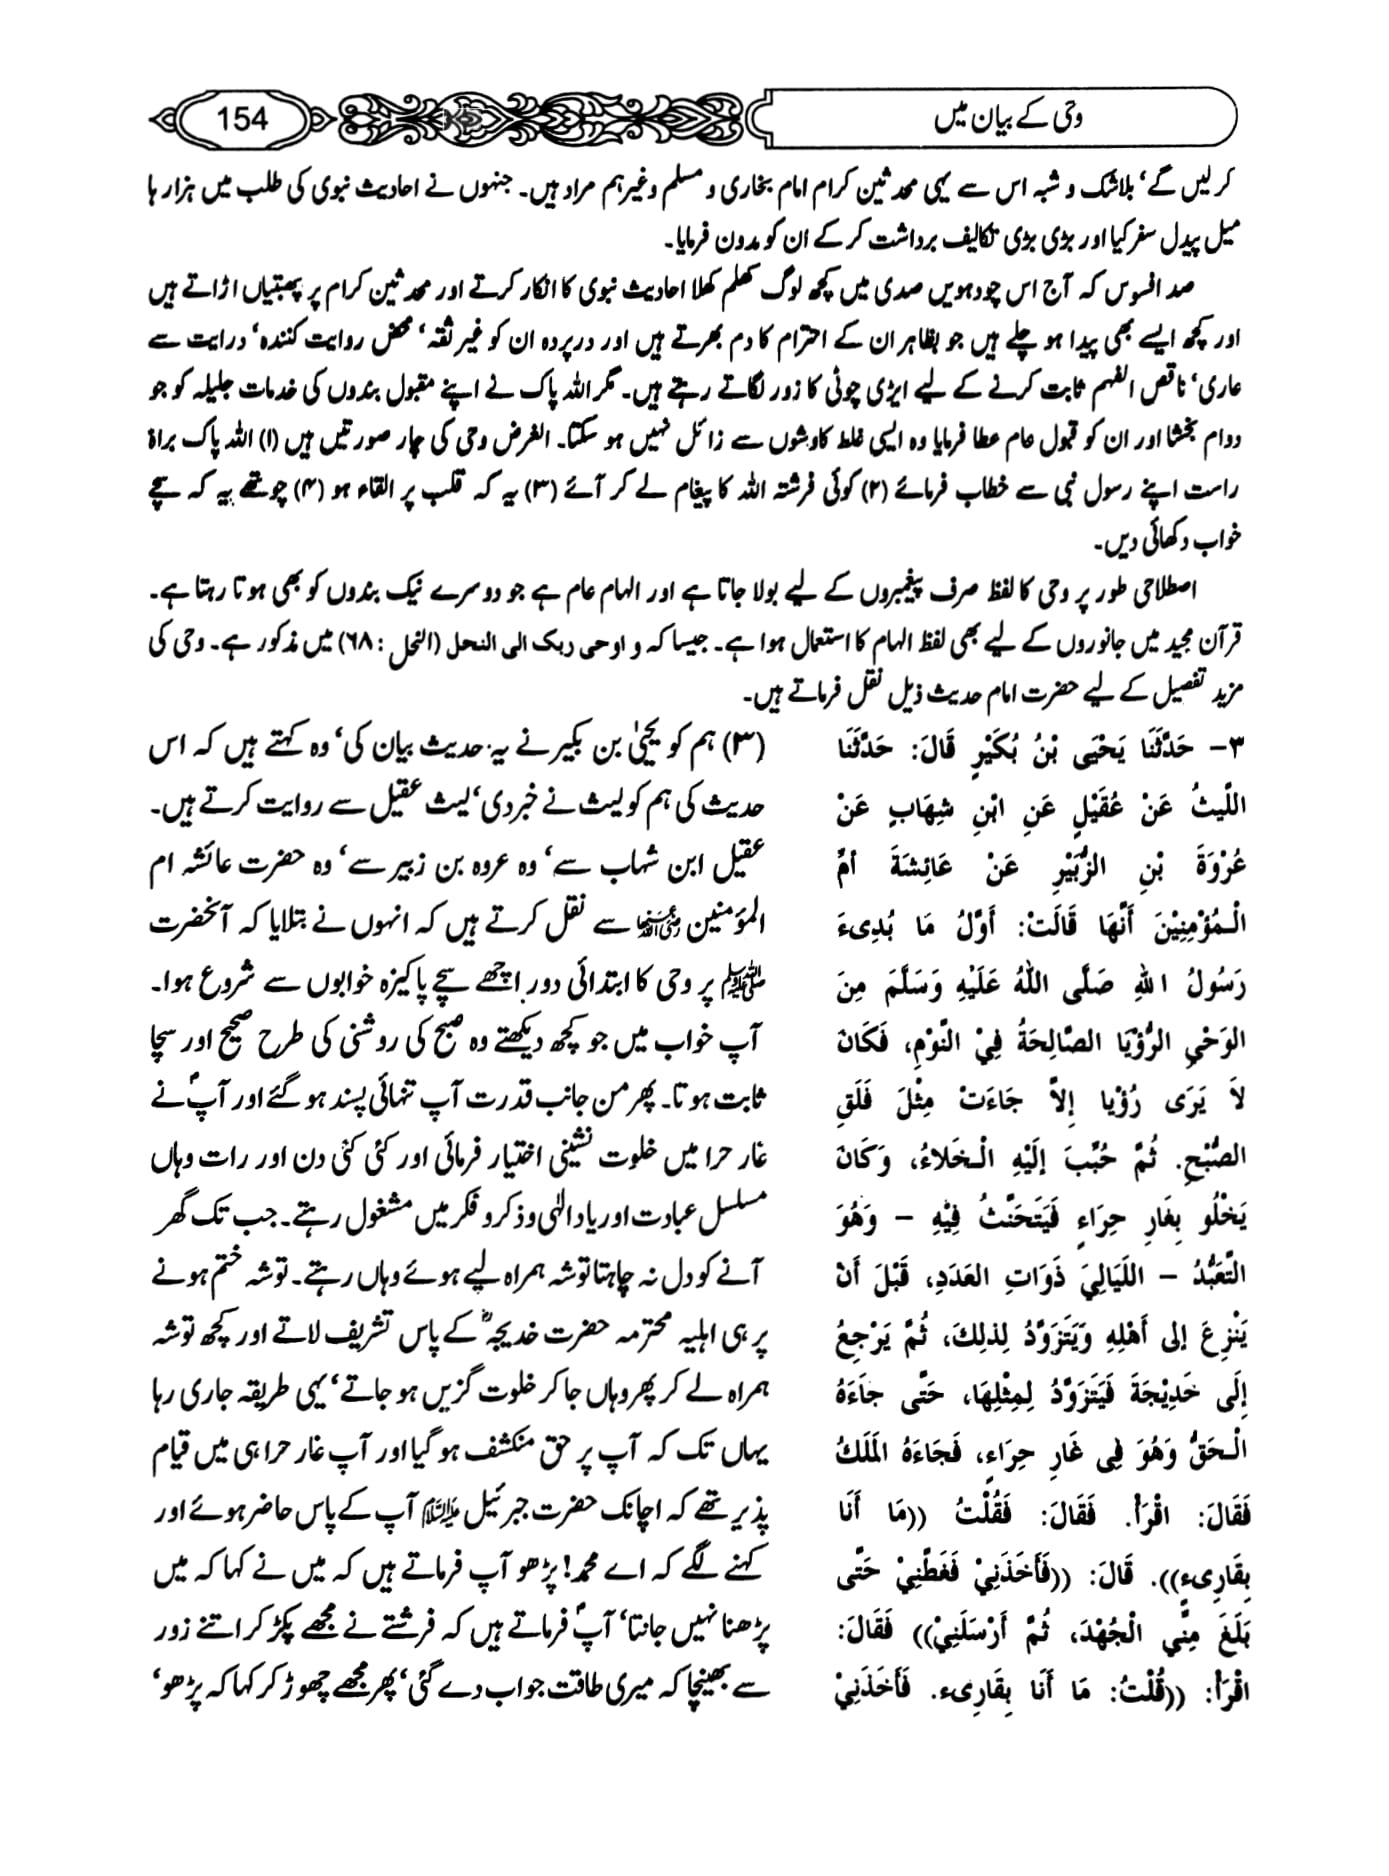 وحی کے بیان میں
154
کر لیں گے' بلاشک و شبہ اس سے یہی محدثین کرام امام بخاری و مسلم وغیرہم مراد ہیں۔ جنہوں نے احادیث نبوی کی طلب میں ہزار ہا
میل پیدل سفر کیا اور بڑی بڑی تکالیف برداشت کر کے ان کو مدون فرمایا۔
صد افسوس کہ آج اس چودہویں صدی میں کچھ لوگ کھلم کھلا احادیث نبوی کا انکار کرتے اور محدثین کرام پر پھبتیاں اڑاتے ہیں
اور کچھ ایسے بھی پیدا ہو چلے ہیں جو بظاہر ان کے احترام کا دم بھرتے ہیں اور درپردہ ان کو غیر ثقہ' محض روایت کنندہ' درایت سے
عاری' ناقص الفہم ثابت کرنے کے لیے ایڑی چوٹی کا زور لگاتے رہتے ہیں۔ مگر اللہ پاک نے اپنے مقبول بندوں کی خدمات جلیلہ کو جو
دوام بخشا اور ان کو قبول عام عطا فرمایا وہ ایسی غلط کاوشوں سے زائل نہیں ہو سکتا۔ الغرض وحی کی چار صورتیں ہیں (۱) اللہ پاک براہ
راست اپنے رسول نبی سے خطاب فرمائے (۲) کوئی فرشتہ اللہ کا پیغام لے کر آئے (۳) یہ کہ قلب پر القاء ہو (۴) چوتھے یہ کہ سچے
خواب دکھائی دیں۔
اصطلاحی طور پر وحی کا لفظ صرف پیغمبروں کے لیے بولا جاتا ہے اور الہام عام ہے جو دوسرے نیک بندوں کو بھی ہوتا رہتا ہے۔
قرآن مجید میں جانوروں کے لیے بھی لفظ الہام کا استعمال ہوا ہے۔ جیسا کہ و اوحی ربک الی النحل (النحل : ۶۸) میں مذکور ہے۔ وحی کی
مزید تفصیل کے لیے حضرت امام حدیث ذیل نقل فرماتے ہیں۔
۳- حَدَّثَنَا يَحْيَى بْنُ بُكَيْرٍ قَالَ: حَدَّثَنَا
اللَّيثُ عَنْ عُقَيْلٍ عَنِ ابْنِ شِهَابٍ عَنْ
عُرْوَةَ بْنِ الزُّبَيْرِ عَنْ عَائِشَةَ أمِّ
الْمُؤْمِنِيْنَ أَنَّهَا قَالَتْ: أَوَّلُ مَا بُدِىءَ
رَسُولُ اللهِ صَلَّى اللهُ عَلَيْهِ وَسَلَّمَ مِنَ
الوَحْيِ الرُّؤْيَا الصَّالِحَةُ فِيْ النَّوْمِ، فَكَانَ
لاَ يَرَى رُؤْيا إِلاَّ جَاءَتْ مِثْلَ فَلَقِ
الصُّبْحِ. ثُمَّ حُبِّبَ إِلَيْهِ الْخَلاءُ، وَكَانَ
يَخْلُو بِغَارِ حِرَاءٍ فَيَتَحَنَّثُ فِيْهِ – وَهُوَ
التَّعَبُّدُ – اللَيَالِيَ ذَوَاتِ العَدَدِ، قَبْلَ أَنْ
يَنْزِعَ إلى أَهْلِهِ وَيَتَزَوَّدُ لِذلِكَ، ثُمَّ يَرْجِعُ
إِلَى خَدِيْجَةَ فَيَتَزَوَّدُ لِمِثْلِهَا، حَتَّى جاَءَهُ
الْحَقُّ وَهُوَ فِى غَارِ حِرَاءٍ، فَجَاءَهُ المَلَكُ
فَقَالَ: اقْرَأْ. فَقَالَ: فَقُلْتُ ((مَا أَنَا
بِقَارِىءٍ)). قَالَ: ((فَأَخَذَنِيْ فَغَطَّنِيْ حَتَّى
بَلَغَ مِنِّي الْجُهْدَ، ثُمَّ أَرْسَلَنِيْ)) فَقَالَ:
اقْرَأْ: ((قُلْتُ: مَا أَنَا بِقَارِىء. فَأَخَذَنِيْ
(۳) ہم کو یحیٰی بن بکیر نے یہ حدیث بیان کی' وہ کہتے ہیں کہ اس
حدیث کی ہم کو لیث نے خبر دی' لیث عقیل سے روایت کرتے ہیں۔
عقیل ابن شہاب سے' وہ عروہ بن زبیر سے' وہ حضرت عائشہ ام
المؤمنین رضی اللہ عنہا سے نقل کرتے ہیں کہ انہوں نے بتلایا کہ آنحضرت
ﷺ پر وحی کا ابتدائی دور اچھے سچے پاکیزہ خوابوں سے شروع ہوا۔
آپ خواب میں جو کچھ دیکھتے وہ صبح کی روشنی کی طرح صحیح اور سچا
ثابت ہوتا۔ پھر من جانب قدرت آپ تنہائی پسند ہو گئے اور آپؐ نے
غار حرا میں خلوت نشینی اختیار فرمائی اور کئی کئی دن اور رات وہاں
مسلسل عبادت اور یاد الٰہی و ذکر و فکر میں مشغول رہتے۔ جب تک گھر
آنے کو دل نہ چاہتا توشہ ہمراہ لیے ہوئے وہاں رہتے۔ توشہ ختم ہونے
پر ہی اہلیہ محترمہ حضرت خدیجہؓ کے پاس تشریف لاتے اور کچھ توشہ
ہمراہ لے کر پھر وہاں جا کر خلوت گزیں ہو جاتے' یہی طریقہ جاری رہا
یہاں تک کہ آپ پر حق منکشف ہو گیا اور آپ غار حرا ہی میں قیام
پذیر تھے کہ اچانک حضرت جبرئیل علیہ السلام آپ کے پاس حاضر ہوئے اور
کہنے لگے کہ اے محمد! پڑھو آپ فرماتے ہیں کہ میں نے کہا کہ میں
پڑھنا نہیں جانتا' آپؐ فرماتے ہیں کہ فرشتے نے مجھے پکڑ کر اتنے زور
سے بھینچا کہ میری طاقت جواب دے گئی' پھر مجھے چھوڑ کر کہا کہ پڑھو'